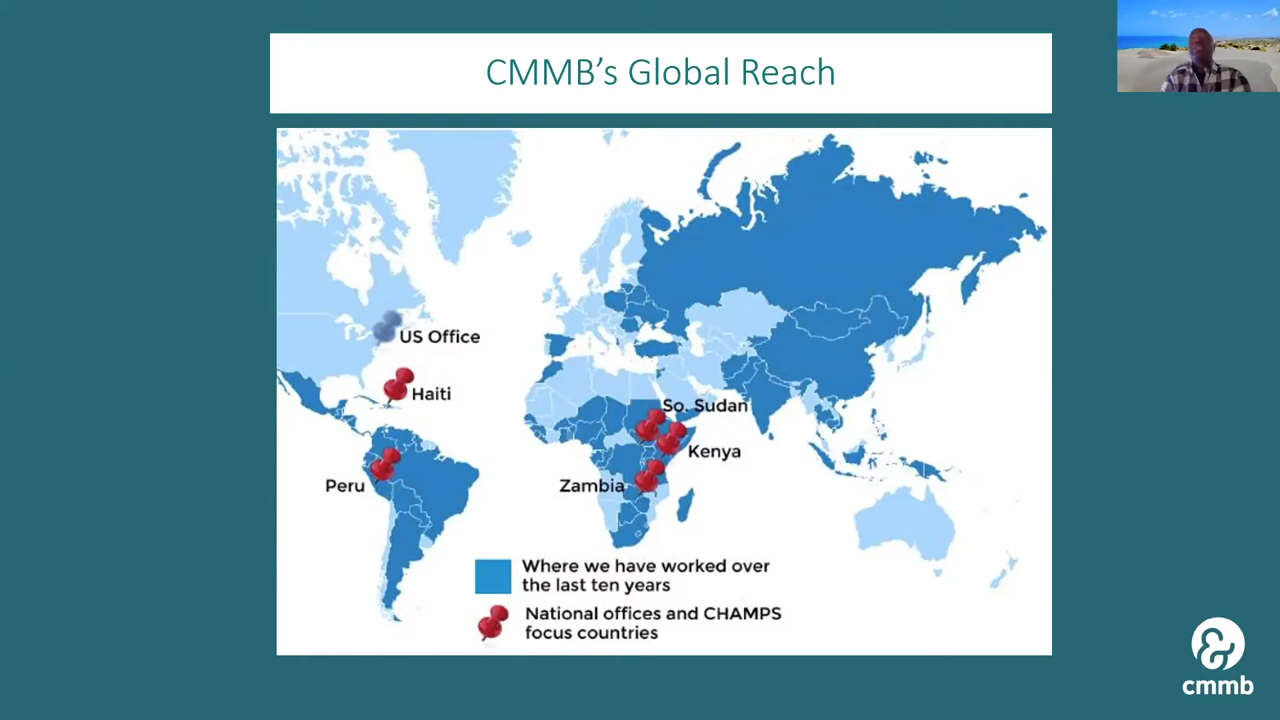 CMMB’s Global Reach
US Office
Haiti
So. Sudan
Kenya
Peru
Zambia
Where we have worked over
the last ten years
National offices and CHAMPS
focus countries
cmmb